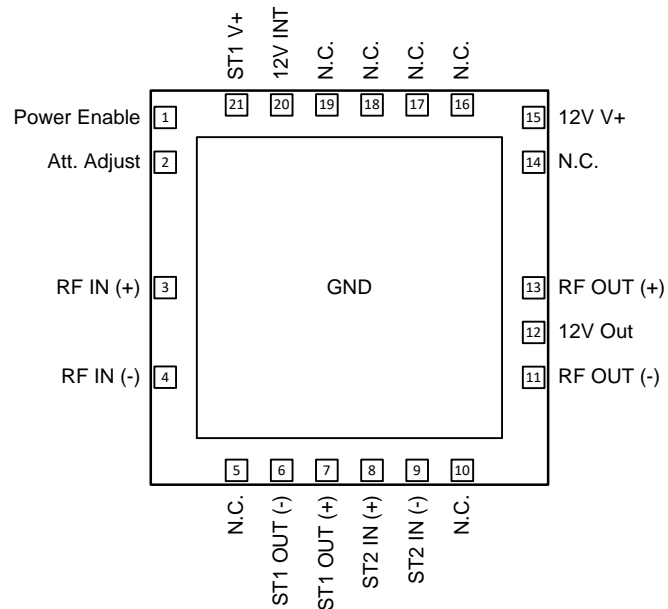 ST1 V+
12V INT
N.C.
N.C.
N.C.
N.C.
21
20
19
18
17
16
Power Enable
1
15
12V V+
Att. Adjust
2
14
N.C.
RF IN (+)
3
GND
13
RF OUT (+)
12
12V Out
RF IN (-)
4
11
RF OUT (-)
5
6
7
8
9
10
N.C.
ST1 OUT (-)
ST1 OUT (+)
ST2 IN (+)
ST2 IN (-)
N.C.